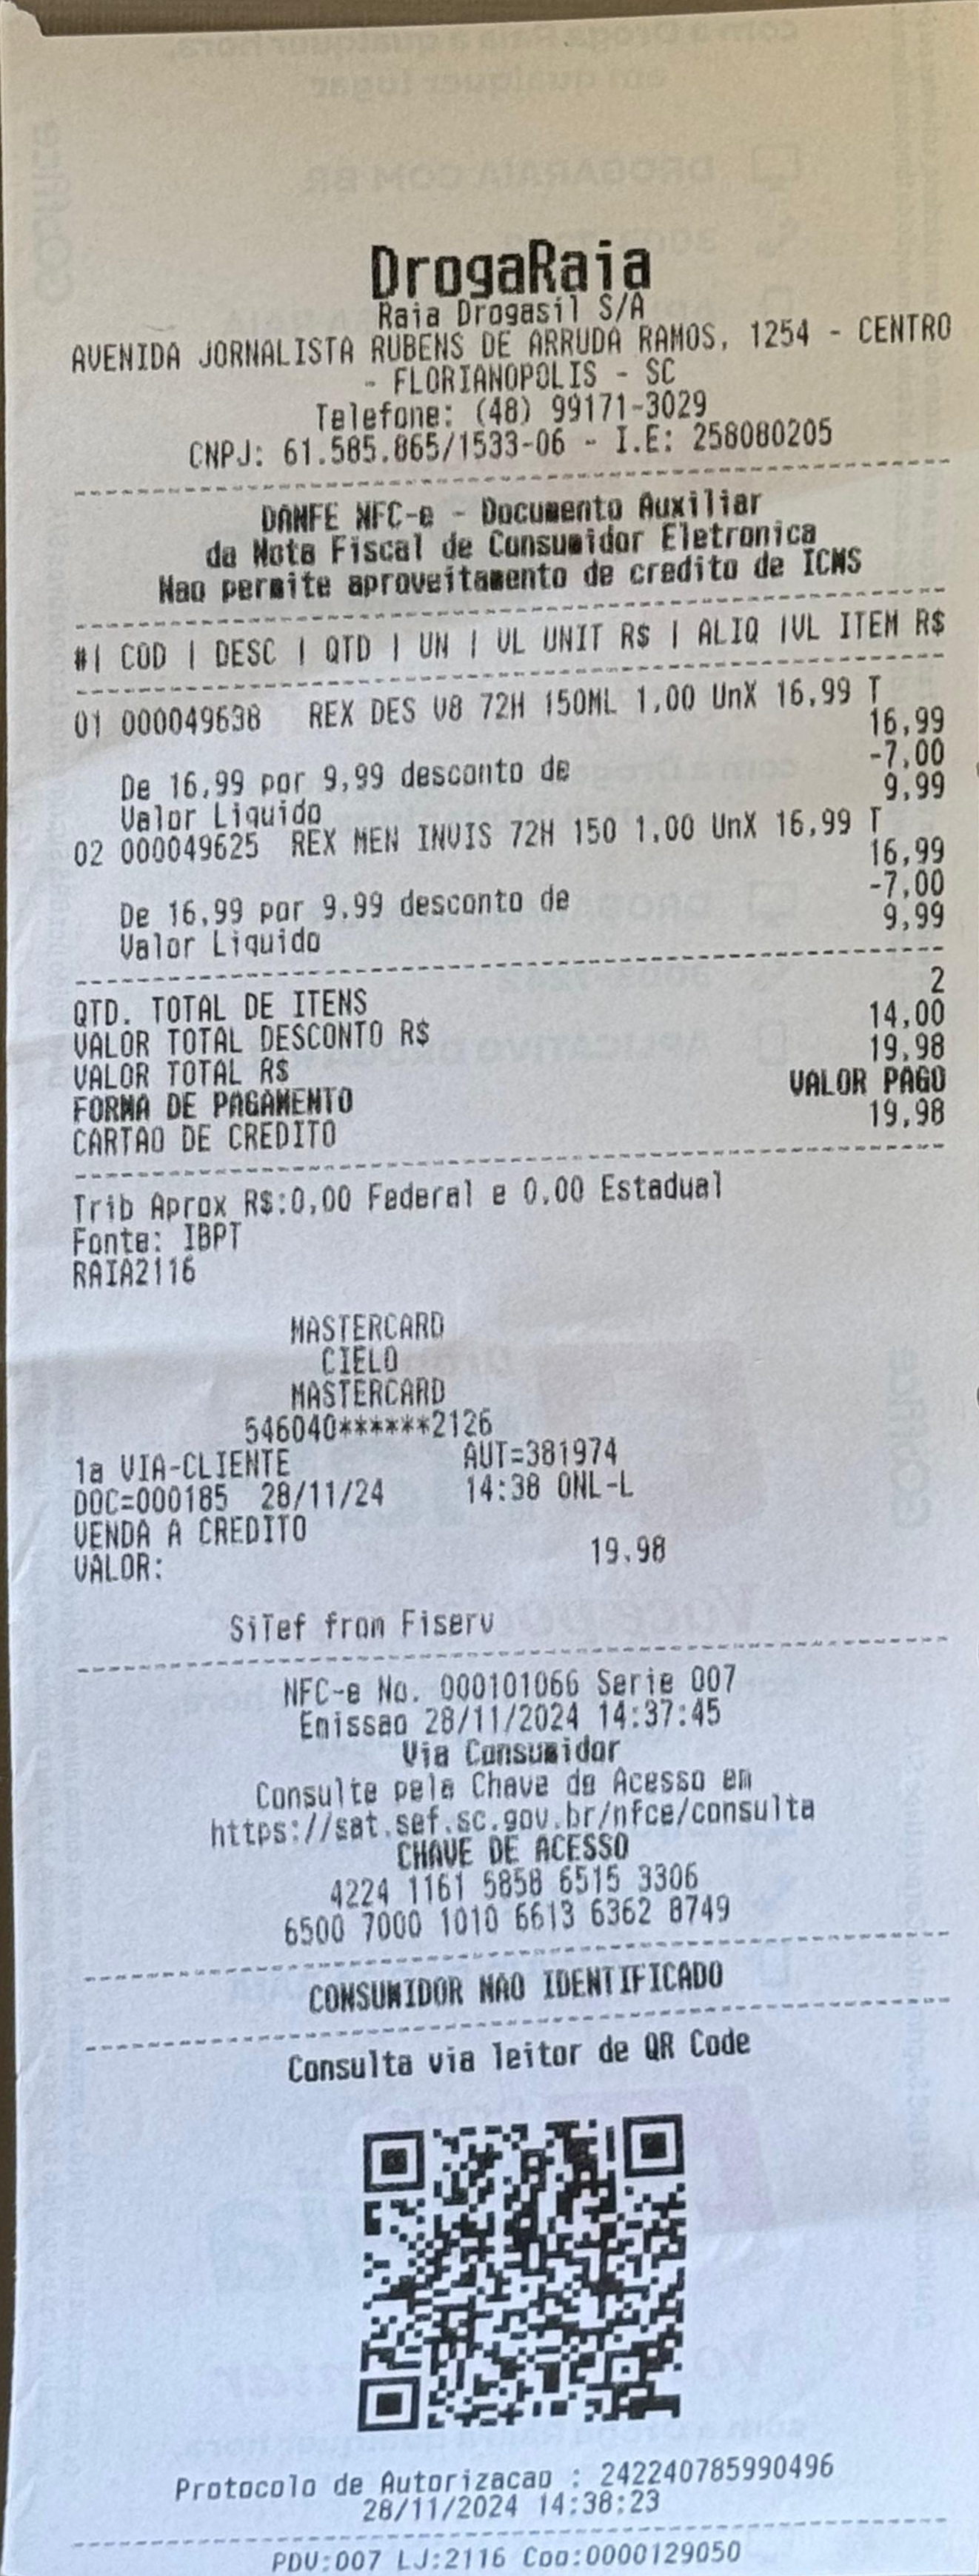 DrogaRaia
Raia Drogasil S/A
AVENIDA JORNALISTA RUBENS DE ARRUDA RAMOS, 1254 - CENTRO
- FLORIANOPOLIS - SC
Telefone: (48) 99171-3029
CNPJ: 61.585.865/1533-06 - I.E: 258080205
DANFE NFC-e - Documento Auxiliar
da Nota Fiscal de Consumidor Eletronica
Nao permite aproveitamento de credito de ICMS
#| COD | DESC | QTD | UN | VL UNIT R$ | ALIQ |VL ITEM R$
01 000049638 REX DES V8 72H 150ML 1,00 UnX 16,99 T
16,99
De 16,99 por 9,99 desconto de -7,00
Valor Liquido 9,99
02 000049625 REX MEN INVIS 72H 150 1,00 UnX 16,99 T
16,99
De 16,99 por 9,99 desconto de -7,00
Valor Liquido 9,99
QTD. TOTAL DE ITENS 2
VALOR TOTAL DESCONTO R$ 14,00
VALOR TOTAL R$ 19,98
FORMA DE PAGAMENTO VALOR PAGO
CARTAO DE CREDITO 19,98
Trib Aprox R$:0,00 Federal e 0,00 Estadual
Fonte: IBPT
RAIA2116
MASTERCARD
CIELO
MASTERCARD
546040******2126
1a VIA-CLIENTE AUT=381974
DOC=000185 28/11/24 14:38 ONL-L
VENDA A CREDITO
VALOR: 19,98
SiTef from Fiserv
NFC-e No. 000101066 Serie 007
Emissao 28/11/2024 14:37:45
Via Consumidor
Consulte pela Chave de Acesso em
https://sat.sef.sc.gov.br/nfce/consulta
CHAVE DE ACESSO
4224 1161 5858 6515 3306
6500 7000 1010 6613 6362 8749
CONSUMIDOR NAO IDENTIFICADO
Consulta via leitor de QR Code
Protocolo de Autorizacao : 242240785990496
28/11/2024 14:38:23
PDV:007 LJ:2116 Coo:0000129050